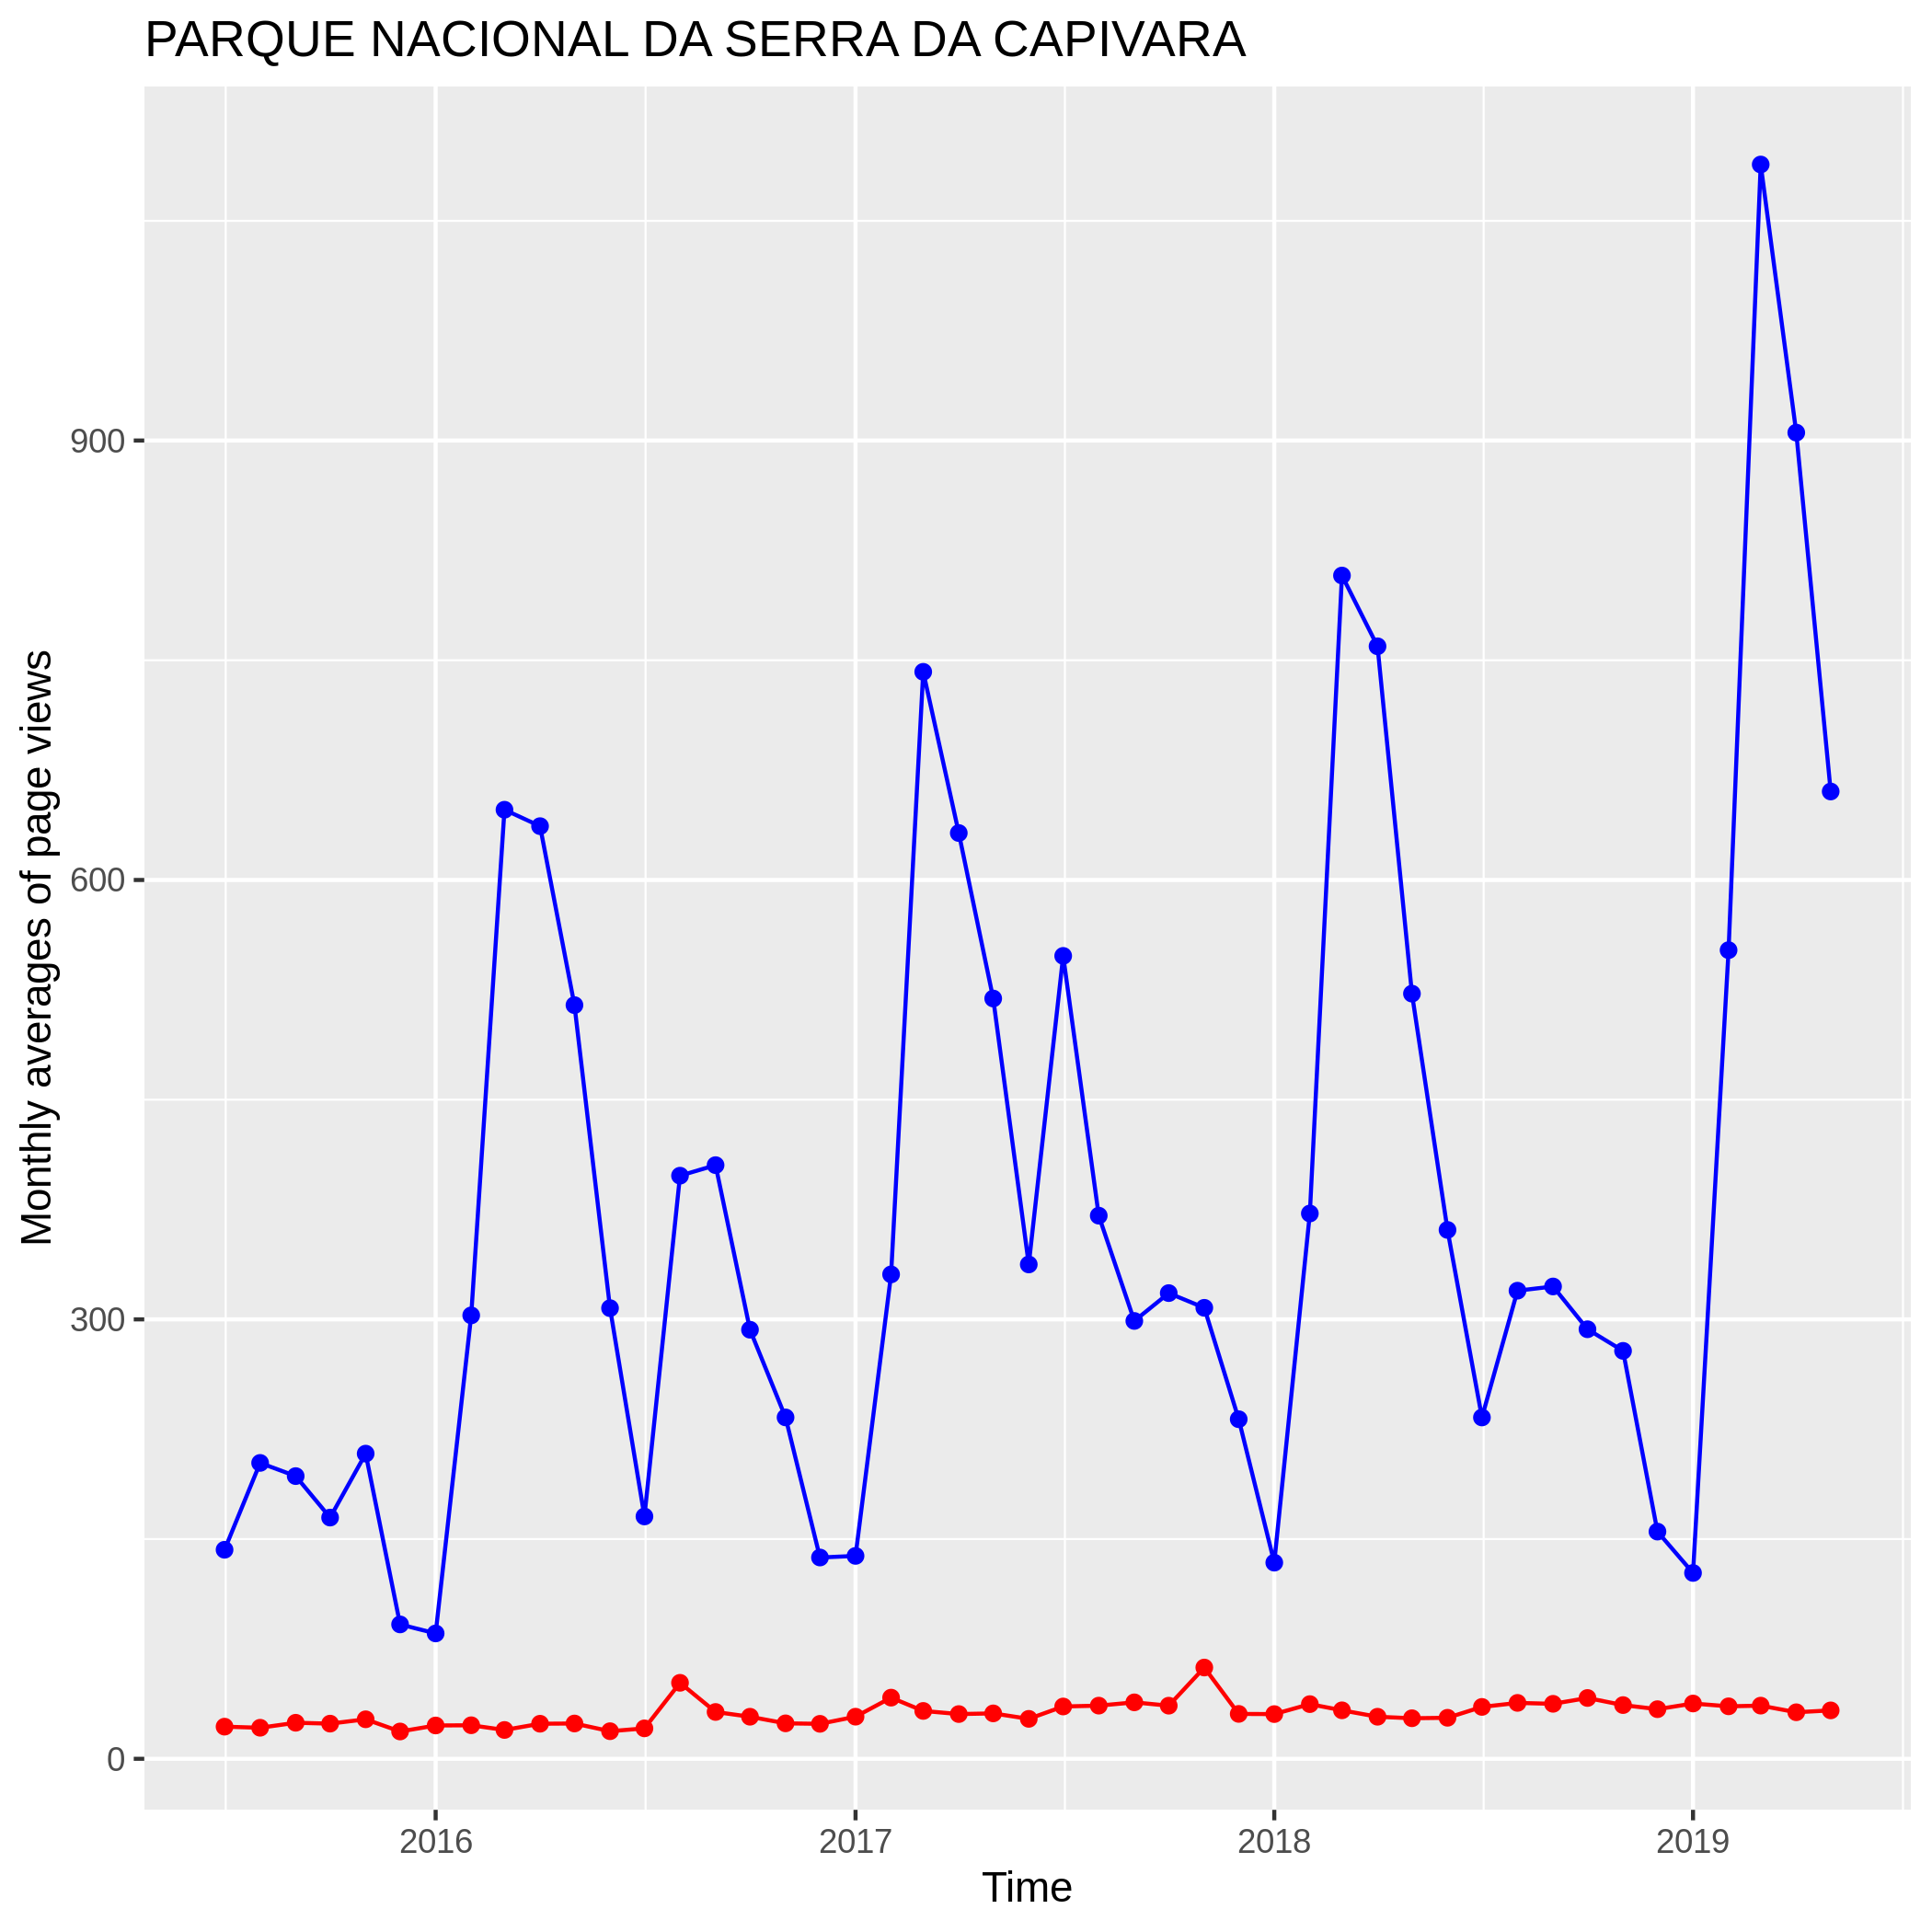 PARQUE NACIONAL DA SERRA DA CAPIVARA
Monthly averages of page views
900
600
300
0
2016 2017 2018 2019
Time